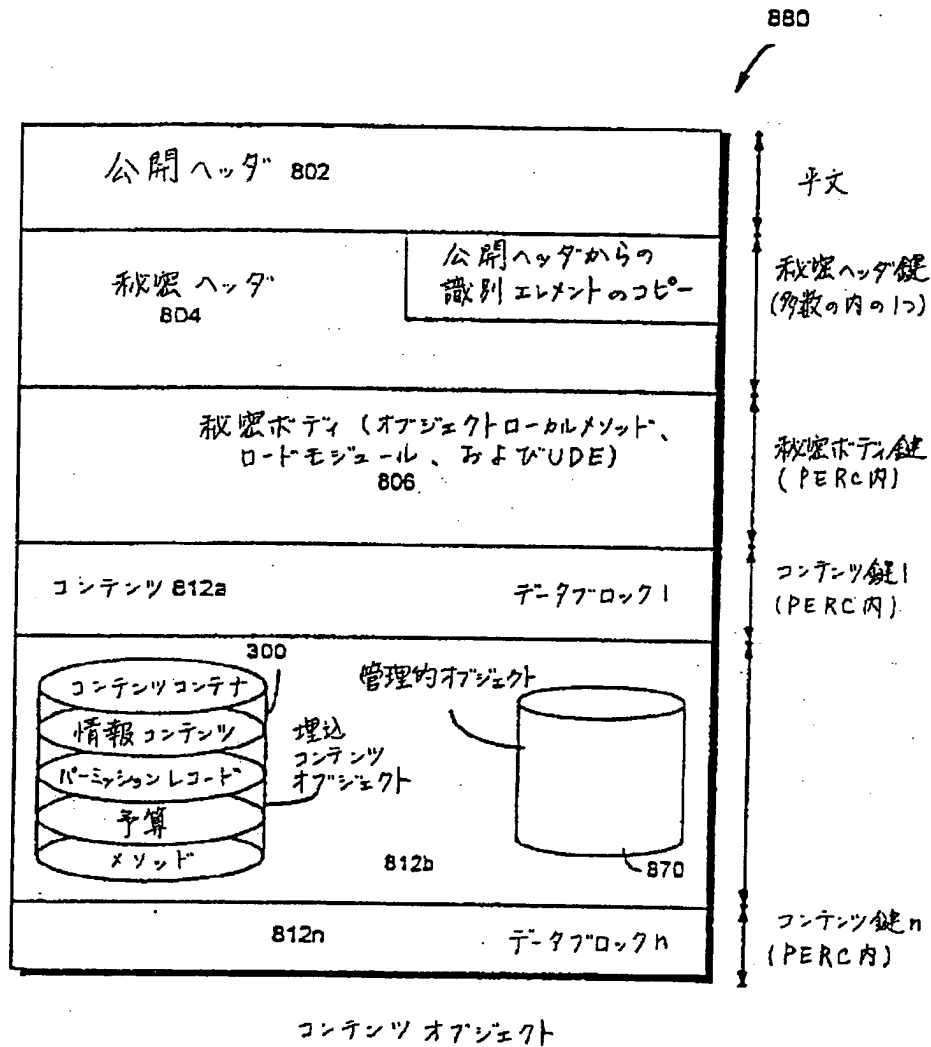 880
公開ヘッダ 802
平文
秘密ヘッダ
804
公開ヘッダからの
識別エレメントのコピー
秘密ヘッダ鍵
(多数の内の1つ)
秘密ボディ (オブジェクトローカルメソッド、
ロードモジュール、およびUDE)
806
秘密ボディ鍵
(PERC内)
コンテンツ 812a
データブロック1
コンテンツ鍵1
(PERC内)
300
コンテンツコンテナ
情報コンテンツ
パーミッションレコード
予算
メソッド
埋込
コンテンツ
オブジェクト
管理的オブジェクト
812b
870
812n
データブロックn
コンテンツ鍵n
(PERC内)
コンテンツ オブジェクト